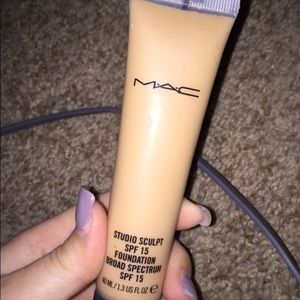 MAC
STUDIO SCULPT
SPF 15
FOUNDATION
BROAD SPECTRUM
SPF 15
40 ML / 1.3 US FL OZ ℮